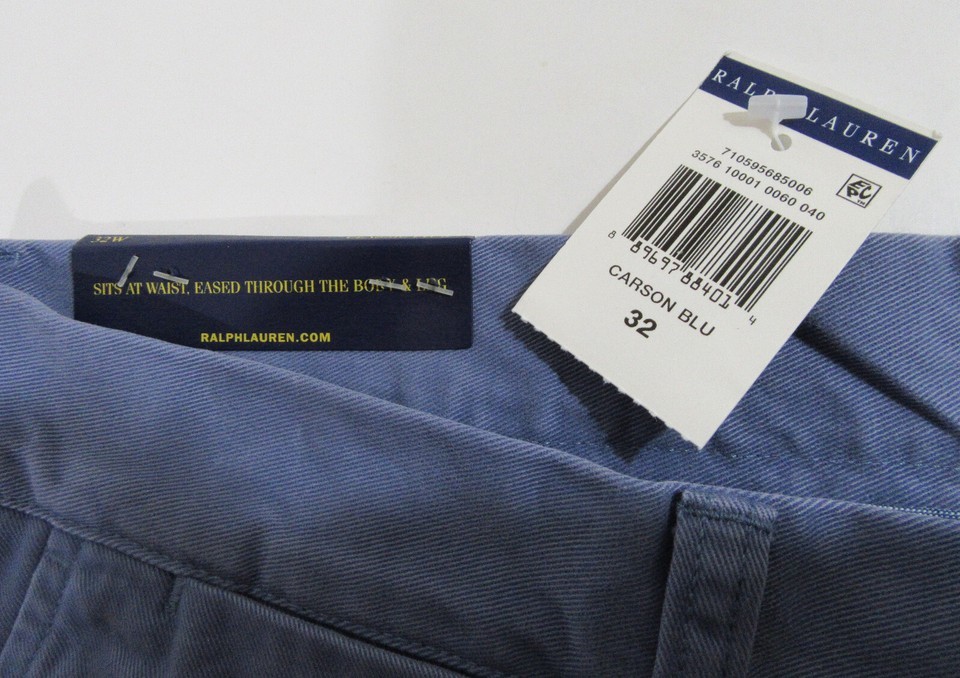 32W
SITS AT WAIST, EASED THROUGH THE BODY & LEG
RALPHLAUREN.COM
RALPH LAUREN
710595685006
3576 10001 0060 040
8 89697 88401 4
CARSON BLU
32